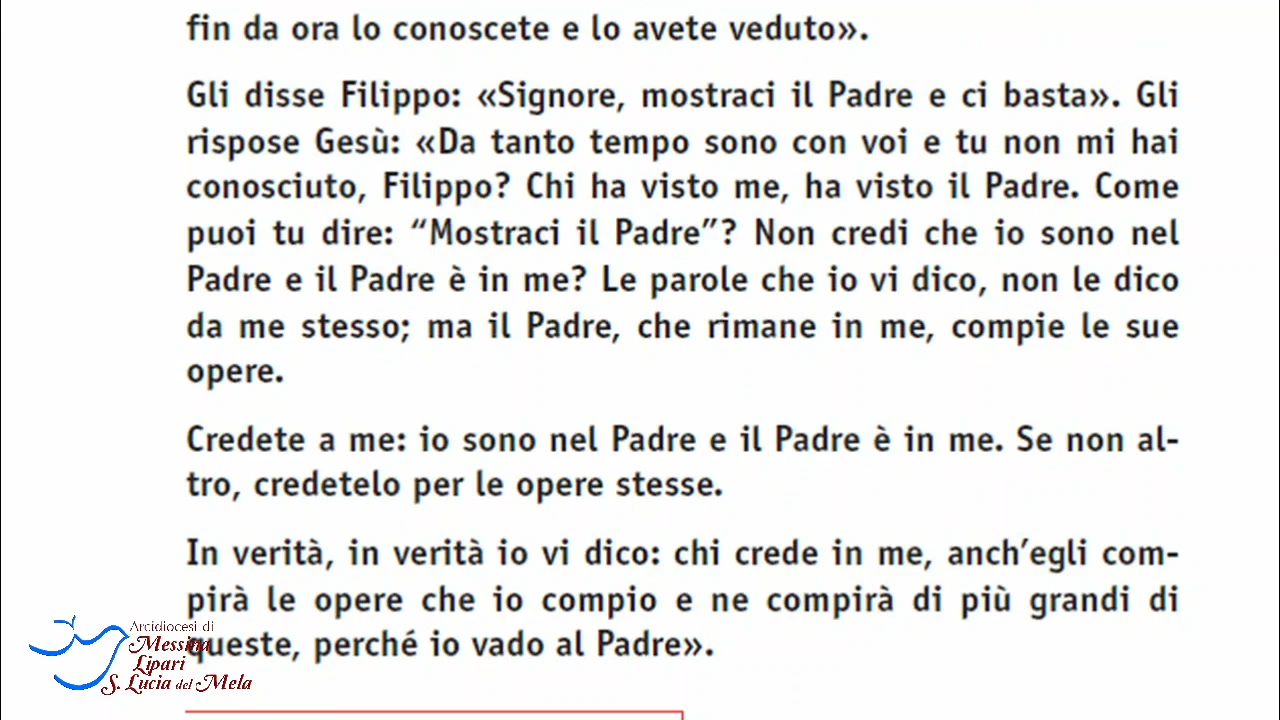 fin da ora lo conoscete e lo avete veduto».
Gli disse Filippo: «Signore, mostraci il Padre e ci basta». Gli
rispose Gesù: «Da tanto tempo sono con voi e tu non mi hai
conosciuto, Filippo? Chi ha visto me, ha visto il Padre. Come
puoi tu dire: “Mostraci il Padre”? Non credi che io sono nel
Padre e il Padre è in me? Le parole che io vi dico, non le dico
da me stesso; ma il Padre, che rimane in me, compie le sue
opere.
Credete a me: io sono nel Padre e il Padre è in me. Se non al-
tro, credetelo per le opere stesse.
In verità, in verità io vi dico: chi crede in me, anch’egli com-
pirà le opere che io compio e ne compirà di più grandi di
queste, perché io vado al Padre».
Arcidiocesi di
Messina
Lipari
S. Lucia del Mela